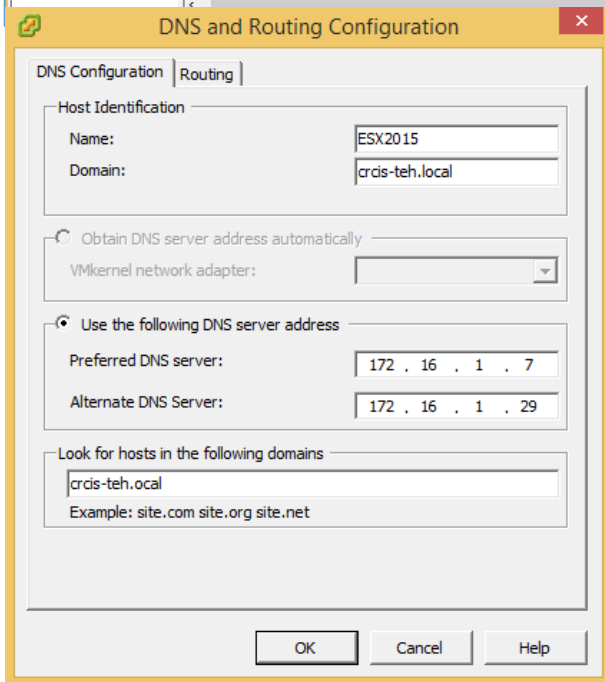 DNS and Routing Configuration
DNS Configuration Routing
Host Identification
Name: ESX2015
Domain: crcis-teh.local
Obtain DNS server address automatically
VMkernel network adapter:
Use the following DNS server address
Preferred DNS server: 172 . 16 . 1 . 7
Alternate DNS Server: 172 . 16 . 1 . 29
Look for hosts in the following domains
crcis-teh.ocal
Example: site.com site.org site.net
OK Cancel Help